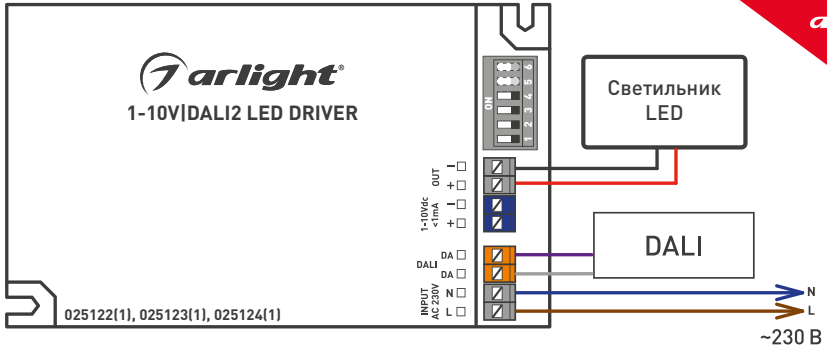 arlight
1-10V|DALI2 LED DRIVER
ON
1 2 3 4 5 6
Светильник
LED
OUT
−
+
1-10Vdc
<1mA
−
+
DALI
DA
DA
DALI
INPUT
AC 230V
N
L
N
L
~230 В
025122(1), 025123(1), 025124(1)
a